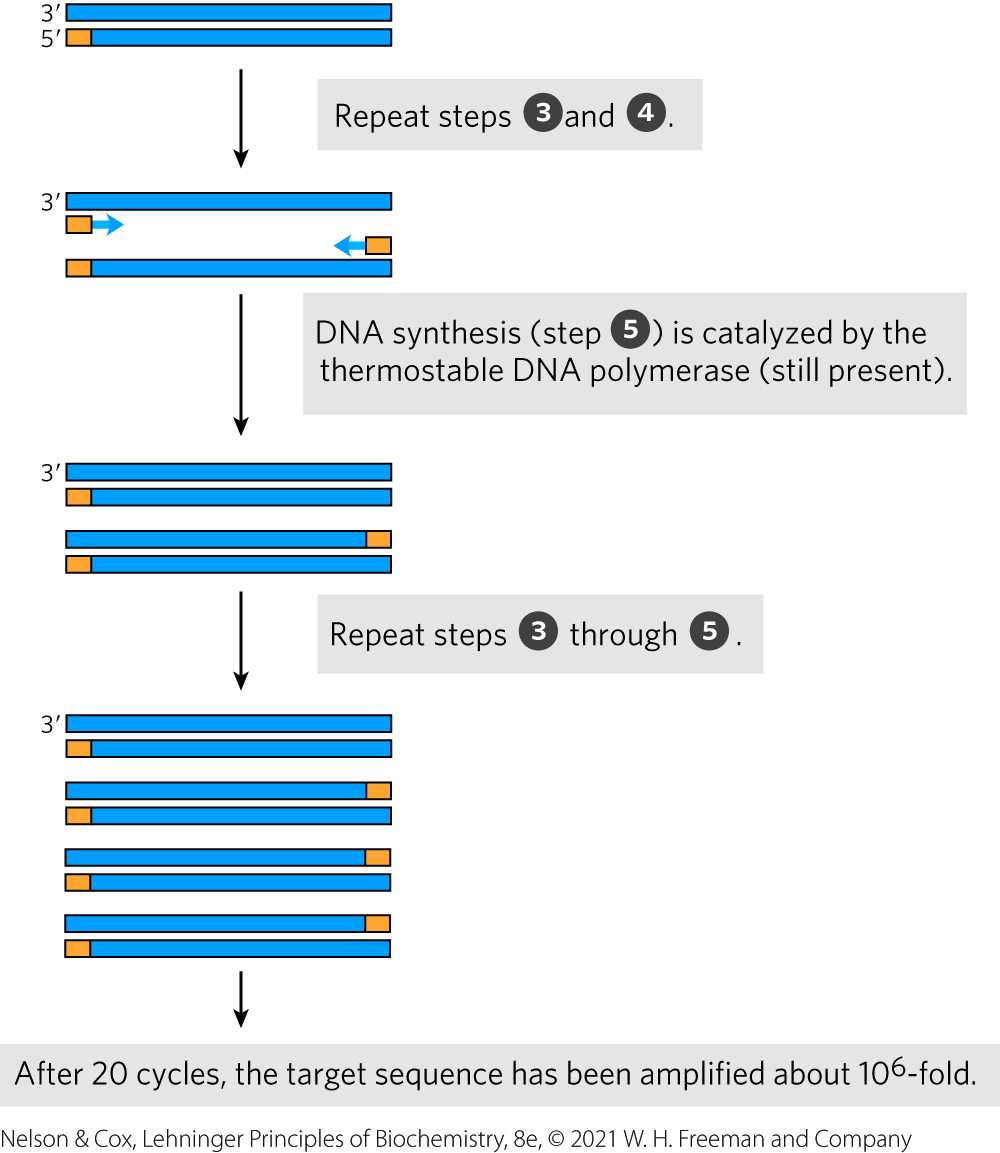 3′
5′
Repeat steps 3 and 4.
3′
DNA synthesis (step 5) is catalyzed by the
thermostable DNA polymerase (still present).
3′
Repeat steps 3 through 5.
3′
After 20 cycles, the target sequence has been amplified about 10⁶-fold.
Nelson & Cox, Lehninger Principles of Biochemistry, 8e, © 2021 W. H. Freeman and Company